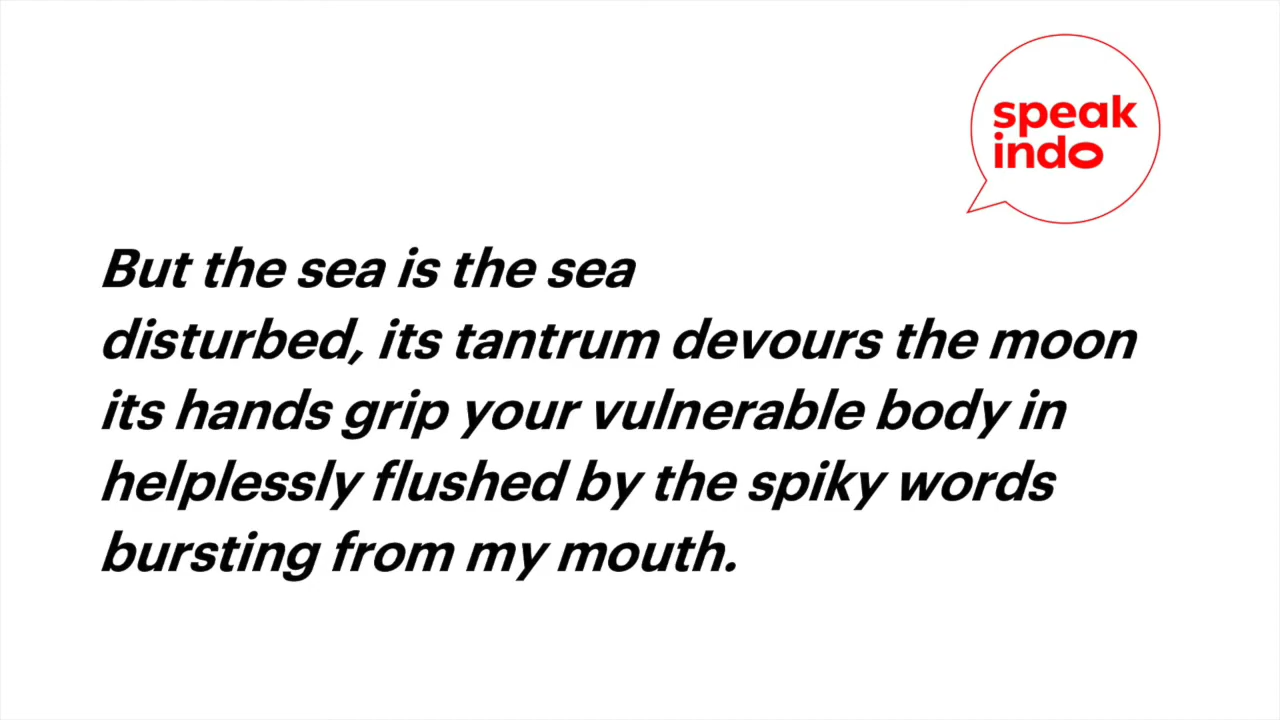 speak
indo
But the sea is the sea
disturbed, its tantrum devours the moon
its hands grip your vulnerable body in
helplessly flushed by the spiky words
bursting from my mouth.